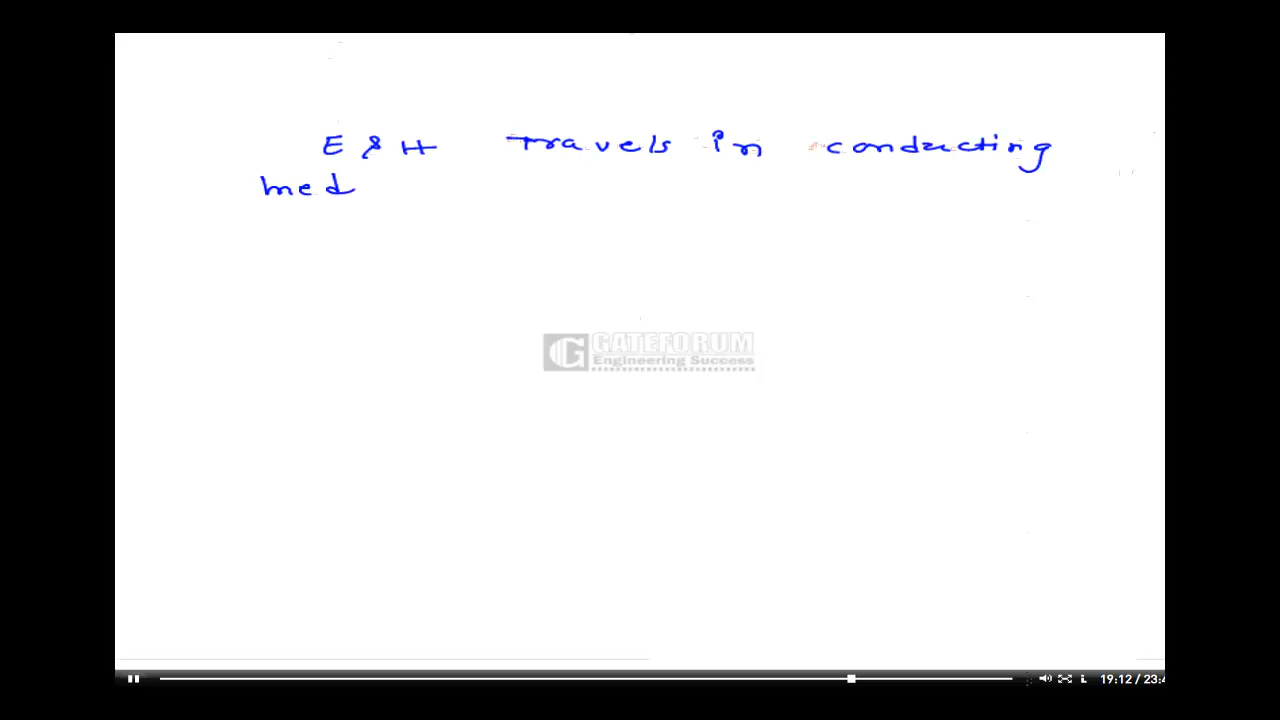 E & H Travels in conducting
med
GATEFORUM
Engineering Success
19:12 / 23:4